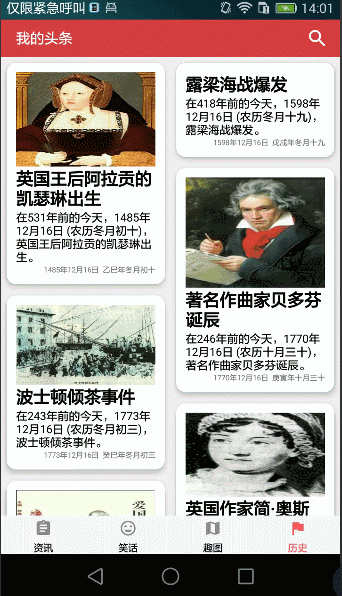 仅限紧急呼叫
14:01
我的头条
英国王后阿拉贡的
凯瑟琳出生
在531年前的今天，1485年
12月16日 (农历冬月初十)，
英国王后阿拉贡的凯瑟琳出
生。
1485年12月16日 乙巳年冬月初十
波士顿倾茶事件
在243年前的今天，1773年
12月16日 (农历冬月初三)，
波士顿倾茶事件。
1773年12月16日 癸巳年冬月初三
爱
国
露梁海战爆发
在418年前的今天，1598年
12月16日 (农历冬月十九)，
露梁海战爆发。
1598年12月16日 戊戌年冬月十九
著名作曲家贝多芬
诞辰
在246年前的今天，1770年
12月16日 (农历十月三十)，
著名作曲家贝多芬诞辰。
1770年12月16日 庚寅年十月三十
英国作家简·奥斯
资讯
笑话
趣图
历史